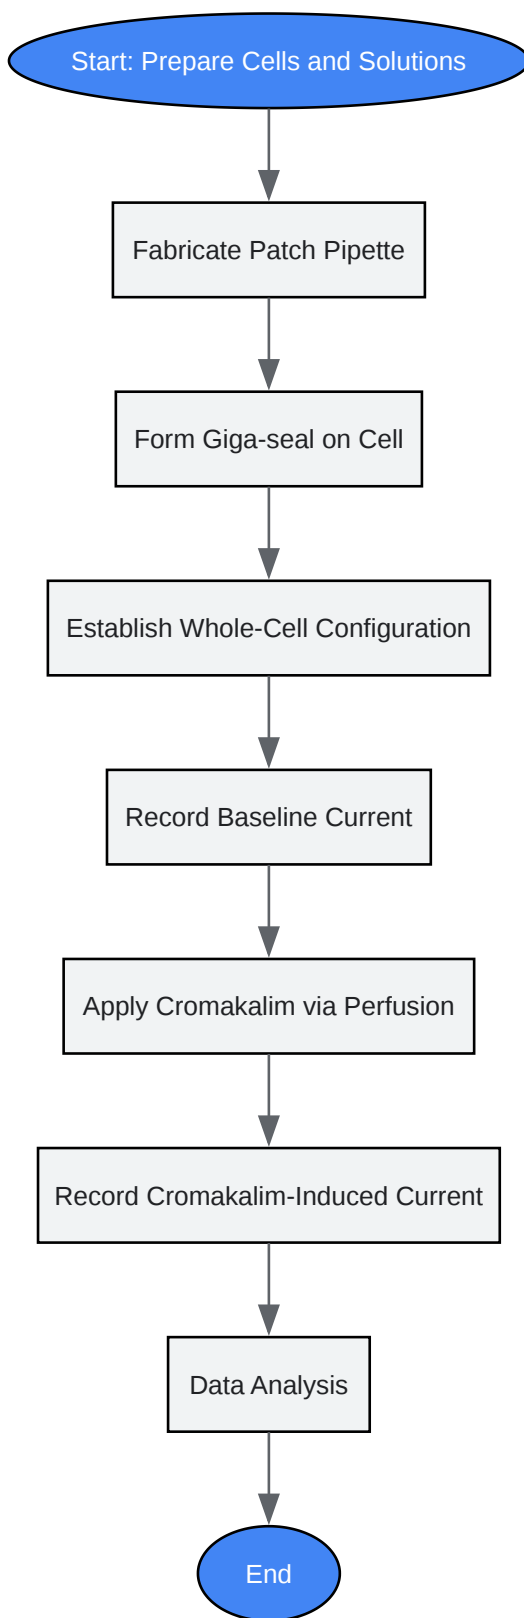 Start: Prepare Cells and Solutions
Fabricate Patch Pipette
Form Giga-seal on Cell
Establish Whole-Cell Configuration
Record Baseline Current
Apply Cromakalim via Perfusion
Record Cromakalim-Induced Current
Data Analysis
End